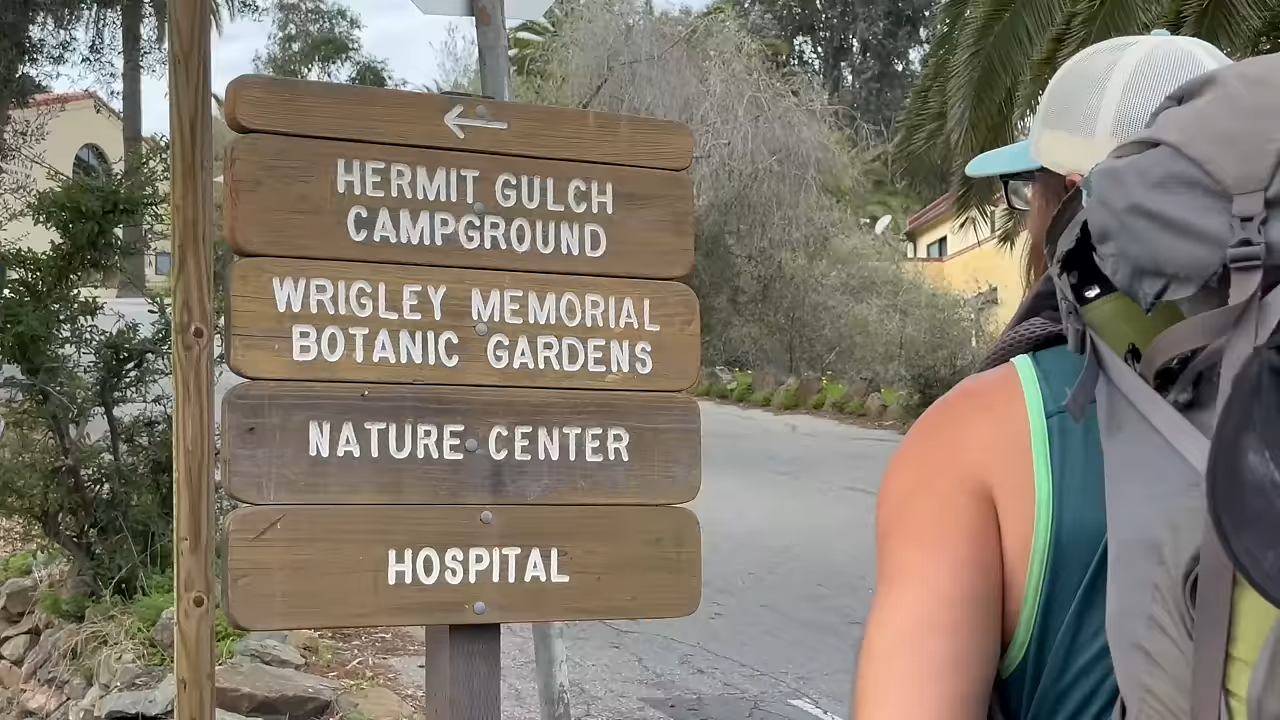 HERMIT GULCH
CAMPGROUND
WRIGLEY MEMORIAL
BOTANIC GARDENS
NATURE CENTER
HOSPITAL